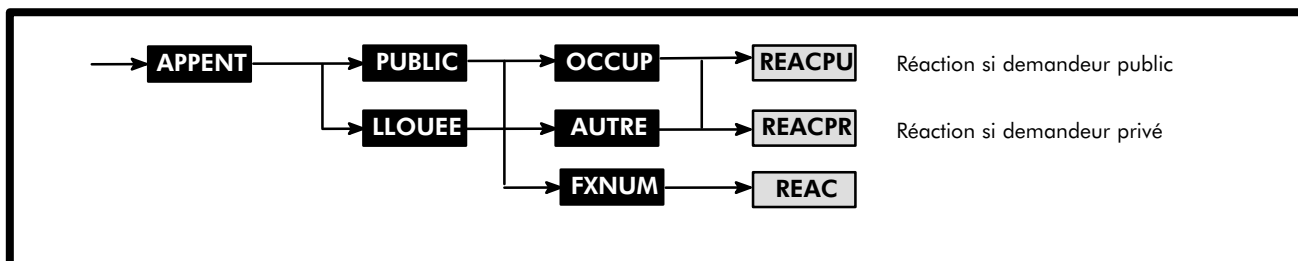 APPENT PUBLIC OCCUP REACPU Réaction si demandeur public
LLOUEE AUTRE REACPR Réaction si demandeur privé
FXNUM REAC